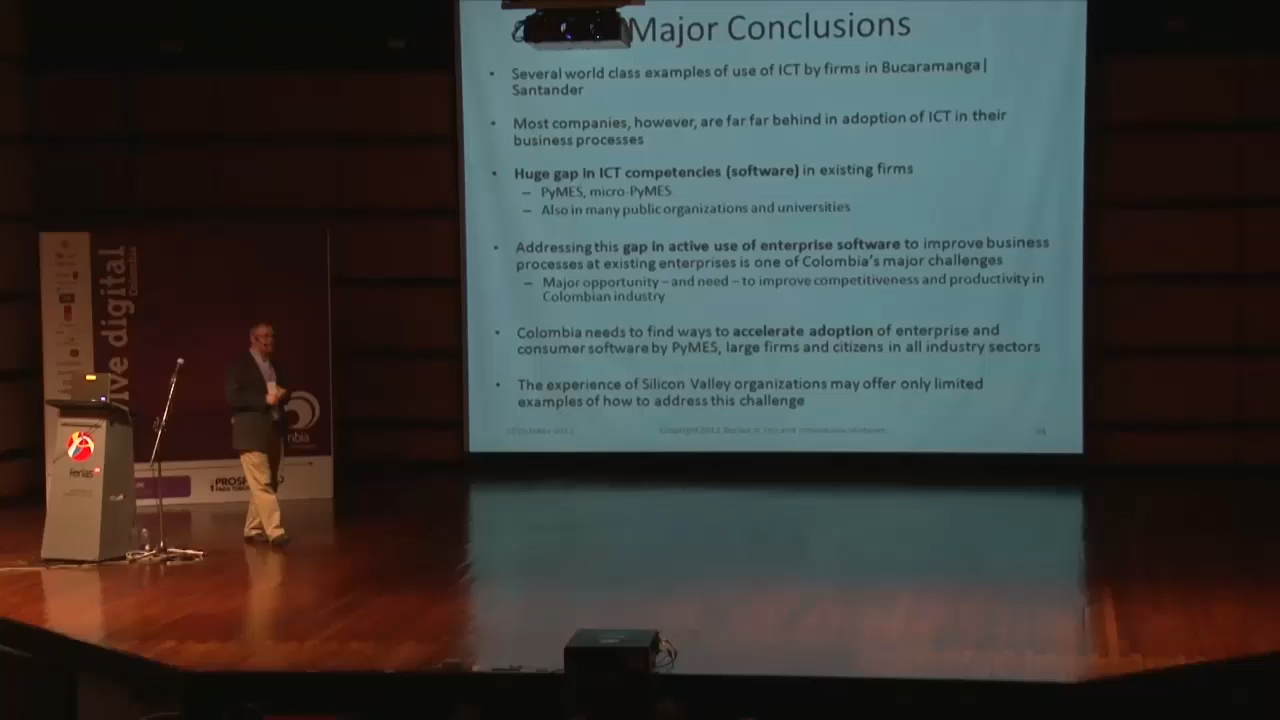 Major Conclusions
• Several world class examples of use of ICT by firms in Bucaramanga|
Santander
• Most companies, however, are far far behind in adoption of ICT in their
business processes
• Huge gap in ICT competencies (software) in existing firms
– PyMES, micro-PyMES
– Also in many public organizations and universities
• Addressing this gap in active use of enterprise software to improve business
processes at existing enterprises is one of Colombia's major challenges
– Major opportunity – and need – to improve competitiveness and productivity in
Colombian industry
• Colombia needs to find ways to accelerate adoption of enterprise and
consumer software by PyMES, large firms and citizens in all industry sectors
• The experience of Silicon Valley organizations may offer only limited
examples of how to address this challenge
ive digital
Colombia
ferias